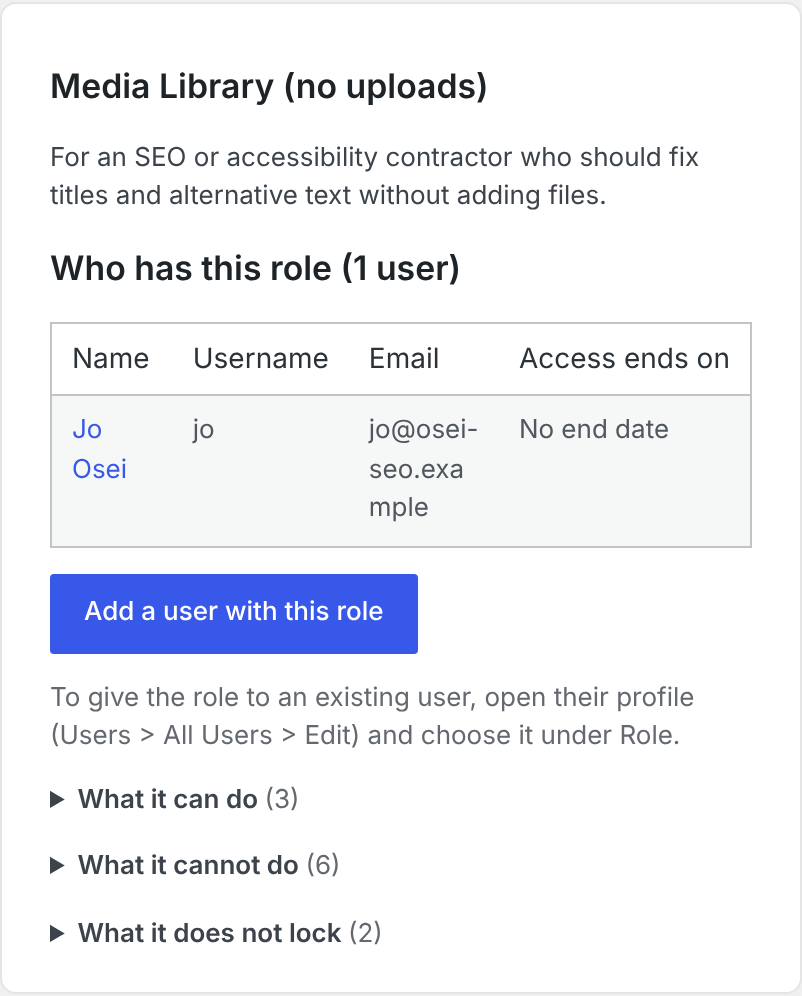 Media Library (no uploads)
For an SEO or accessibility contractor who should fix
titles and alternative text without adding files.
Who has this role (1 user)
Name Username Email Access ends on
Jo jo jo@osei- No end date
Osei seo.exa
mple
Add a user with this role
To give the role to an existing user, open their profile
(Users > All Users > Edit) and choose it under Role.
What it can do (3)
What it cannot do (6)
What it does not lock (2)